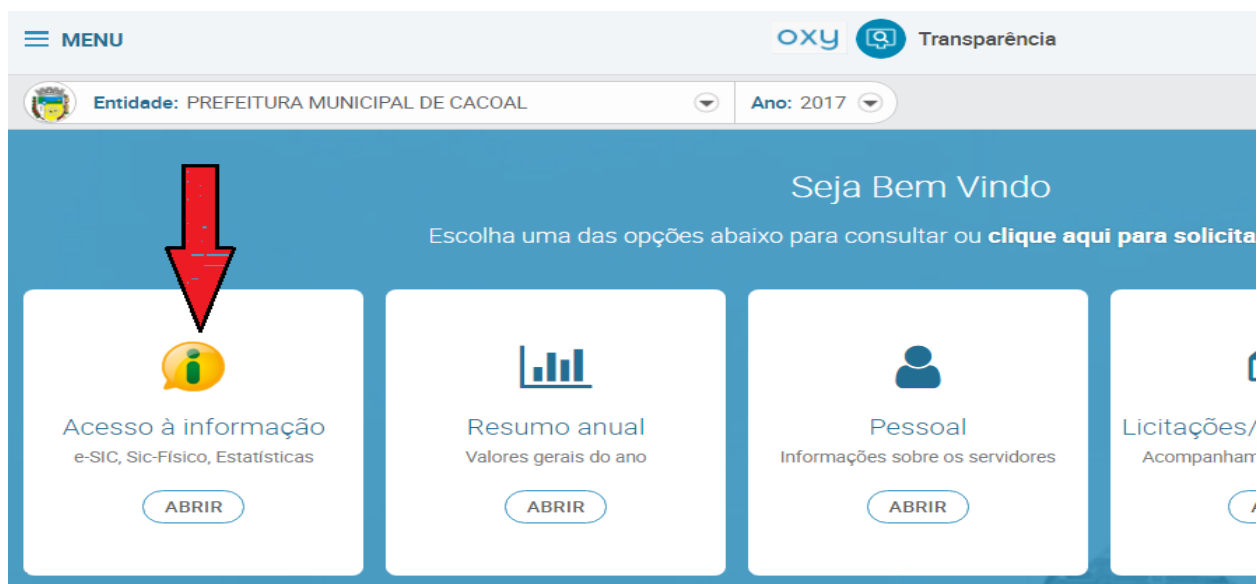 MENU
oxy Transparência
Entidade: PREFEITURA MUNICIPAL DE CACOAL
Ano: 2017
Seja Bem Vindo
Escolha uma das opções abaixo para consultar ou clique aqui para solicita
Acesso à informação
e-SIC, Sic-Físico, Estatísticas
ABRIR
Resumo anual
Valores gerais do ano
ABRIR
Pessoal
Informações sobre os servidores
ABRIR
Licitações/
Acompanham